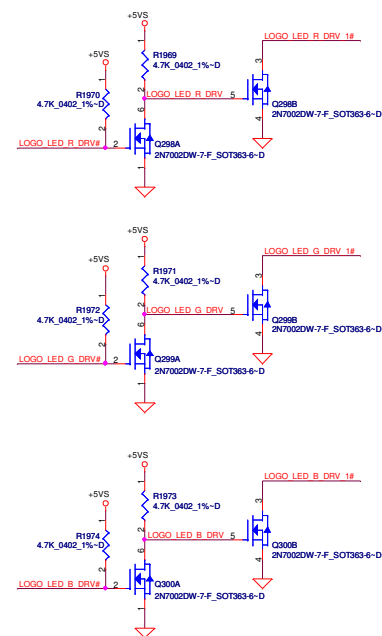 +5VS
LOGO_LED_R_DRV_1#
R1969
4.7K_0402_1%~D
+5VS
R1970
4.7K_0402_1%~D
1
2
3
1
2
LOGO_LED_R_DRV
5
6
4
Q298B
2N7002DW-7-F_SOT363-6~D
LOGO_LED_R_DRV#
2
Q298A
2N7002DW-7-F_SOT363-6~D
1
+5VS
LOGO_LED_G_DRV_1#
R1971
4.7K_0402_1%~D
+5VS
R1972
4.7K_0402_1%~D
1
2
3
1
2
LOGO_LED_G_DRV
5
6
4
Q299B
2N7002DW-7-F_SOT363-6~D
LOGO_LED_G_DRV#
2
Q299A
2N7002DW-7-F_SOT363-6~D
1
+5VS
LOGO_LED_B_DRV_1#
R1973
4.7K_0402_1%~D
+5VS
R1974
4.7K_0402_1%~D
1
2
3
1
2
LOGO_LED_B_DRV
5
6
4
Q300B
2N7002DW-7-F_SOT363-6~D
LOGO_LED_B_DRV#
2
Q300A
2N7002DW-7-F_SOT363-6~D
1